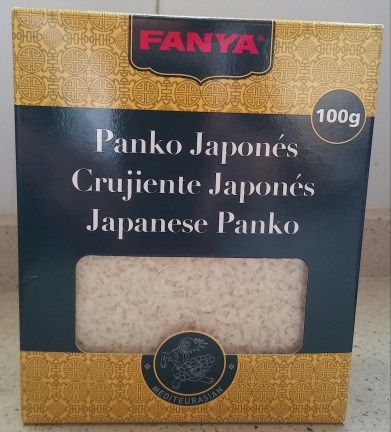 FANYA®
100g
Panko Japonés
Crujiente Japonés
Japanese Panko
MEDITEURASIAN